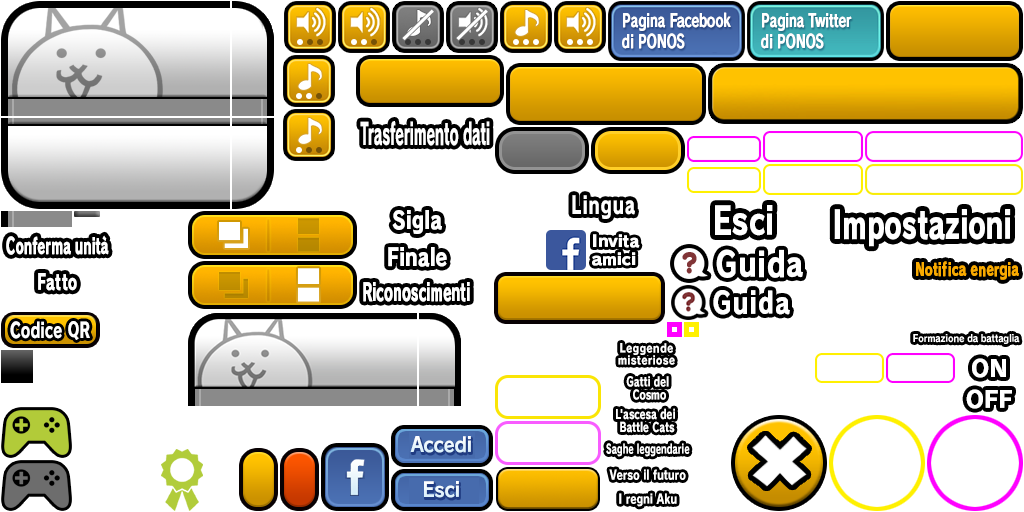 Pagina Facebook
di PONOS
Pagina Twitter
di PONOS
Trasferimento dati
Lingua
Sigla
Esci
Impostazioni
Conferma unità
Invita
amici
Finale
Guida
Notifica energia
Fatto
Riconoscimenti
Guida
Codice QR
Formazione da battaglia
Leggende
misteriose
ON
Gatti del
Cosmo
OFF
L'ascesa dei
Battle Cats
Accedi
Saghe leggendarie
Verso il futuro
Esci
I regni Aku